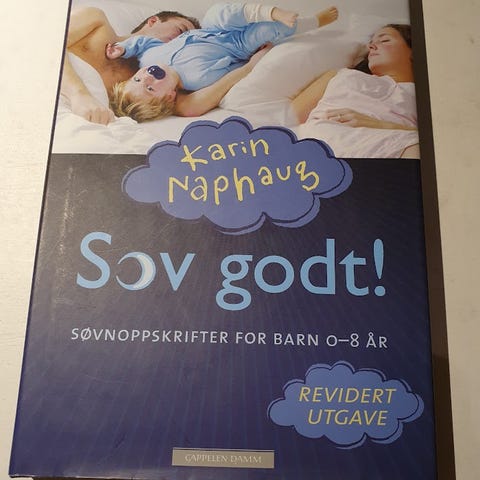 Karin
Naphaug
Sov godt!
SØVNOPPSKRIFTER FOR BARN 0–8 ÅR
REVIDERT
UTGAVE
CAPPELEN DAMM